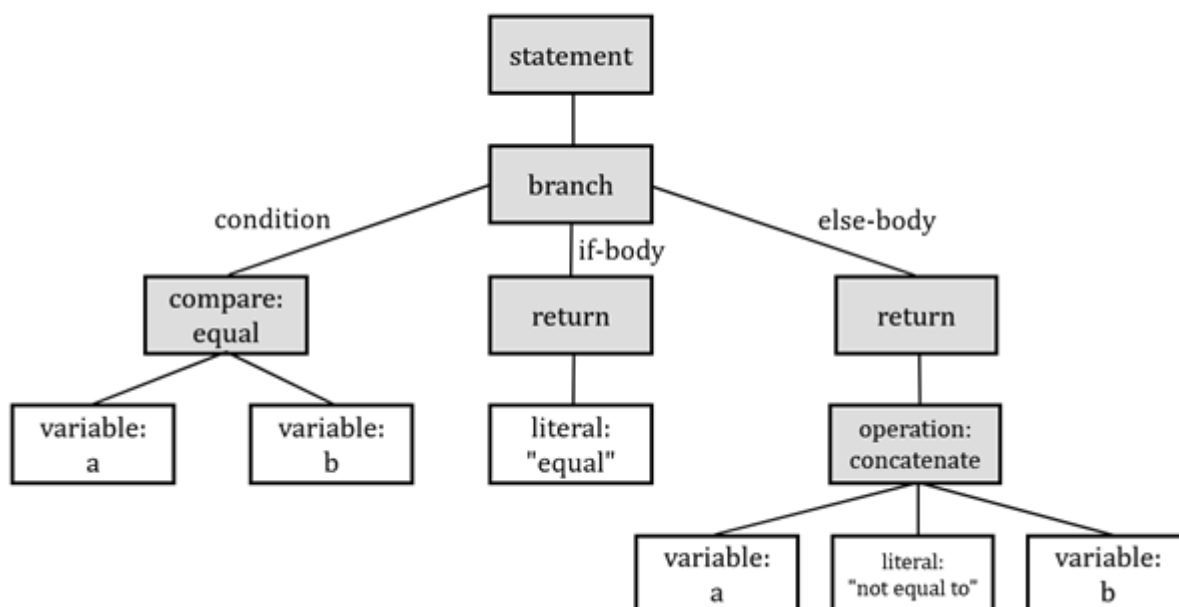 statement
branch
condition
if-body
else-body
compare:
equal
return
return
variable:
a
variable:
b
literal:
"equal"
operation:
concatenate
variable:
a
literal:
"not equal to"
variable:
b